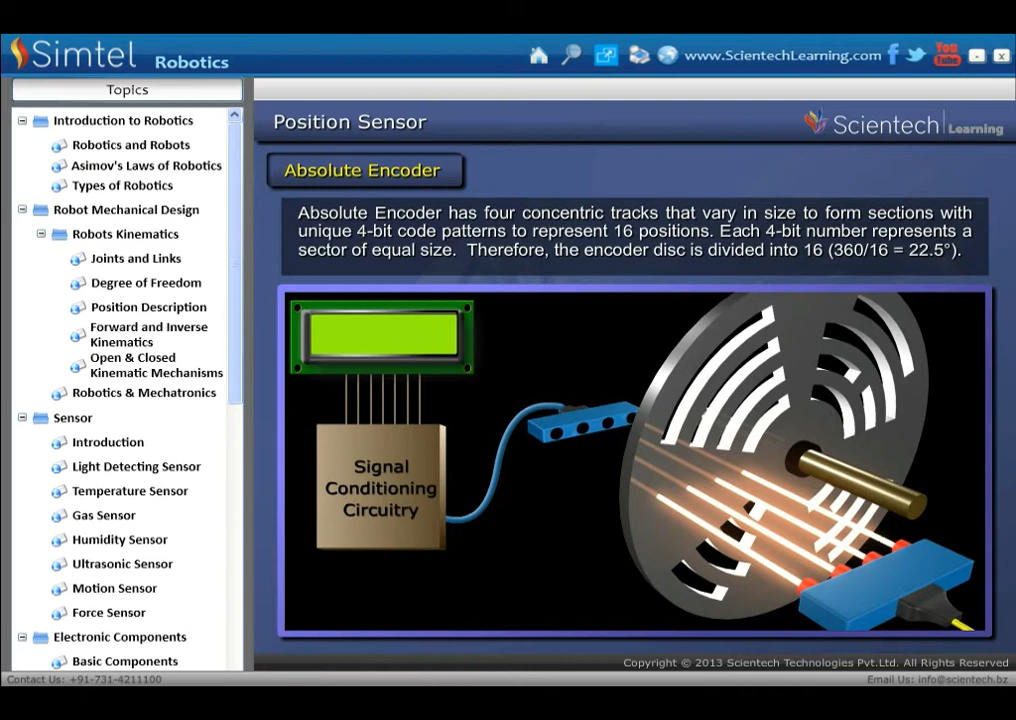 Simtel Robotics
www.ScientechLearning.com
You Tube
Topics
Introduction to Robotics
Robotics and Robots
Asimov's Laws of Robotics
Types of Robotics
Robot Mechanical Design
Robots Kinematics
Joints and Links
Degree of Freedom
Position Description
Forward and Inverse
Kinematics
Open & Closed
Kinematic Mechanisms
Robotics & Mechatronics
Sensor
Introduction
Light Detecting Sensor
Temperature Sensor
Gas Sensor
Humidity Sensor
Ultrasonic Sensor
Motion Sensor
Force Sensor
Electronic Components
Basic Components
Position Sensor
Scientech Learning
Absolute Encoder
Absolute Encoder has four concentric tracks that vary in size to form sections with
unique 4-bit code patterns to represent 16 positions. Each 4-bit number represents a
sector of equal size. Therefore, the encoder disc is divided into 16 (360/16 = 22.5°).
Signal
Conditioning
Circuitry
Copyright © 2013 Scientech Technologies Pvt.Ltd. All Rights Reserved
Contact Us: +91-731-4211100
Email Us: info@scientech.bz